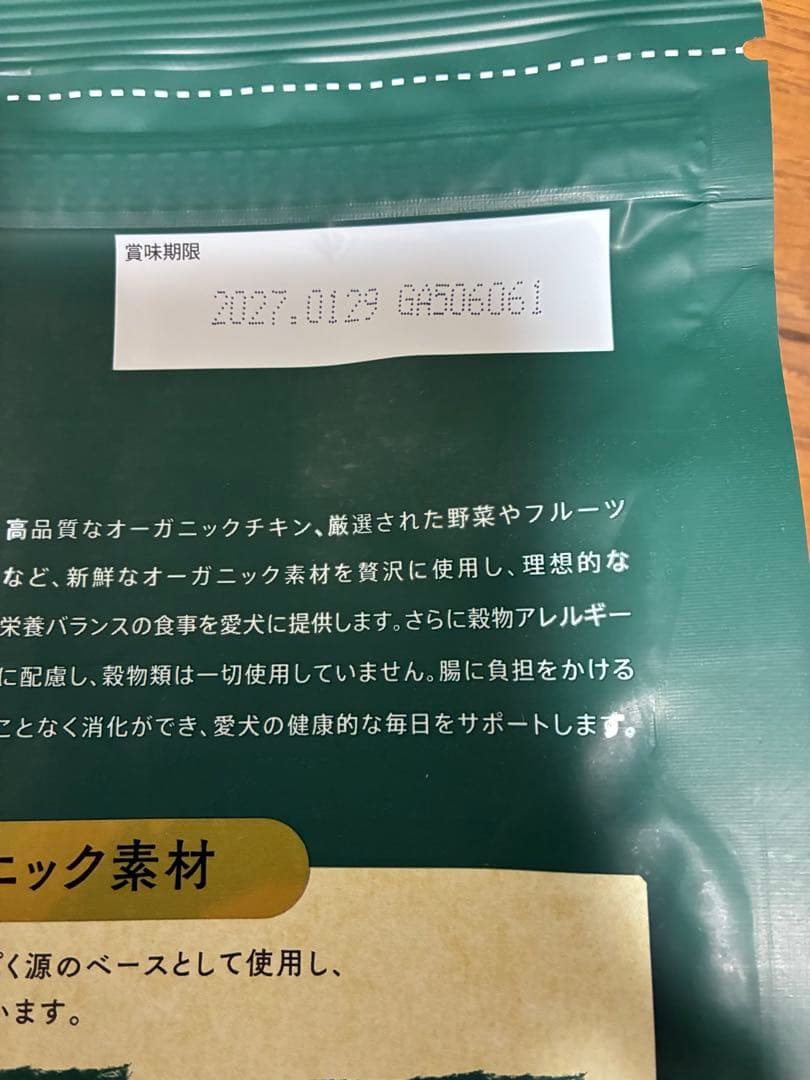 賞味期限
2027.0129 GA506061
高品質なオーガニックチキン、厳選された野菜やフルーツ
など、新鮮なオーガニック素材を贅沢に使用し、理想的な
栄養バランスの食事を愛犬に提供します。さらに穀物アレルギー
に配慮し、穀物類は一切使用していません。腸に負担をかける
ことなく消化ができ、愛犬の健康的な毎日をサポートします。
ニック素材
く源のベースとして使用し、
います。